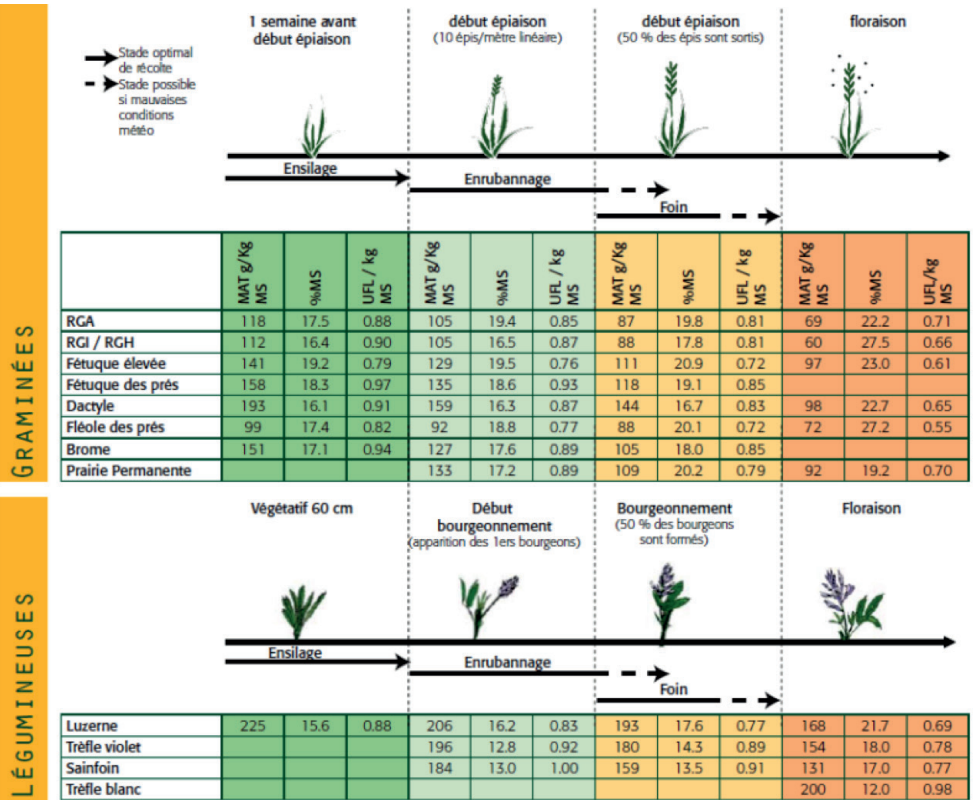 1 semaine avant
début épiaison
début épiaison
(10 épis/mètre linéaire)
début épiaison
(50 % des épis sont sortis)
floraison
Stade optimal
de récolte
Stade possible
si mauvaises
conditions
météo
Ensilage
Enrubannage
Foin
GRAMINÉES
MAT g/Kg MS %MS UFL / kg MS MAT g/Kg MS %MS UFL / kg MS MAT g/Kg MS %MS UFL / kg MS MAT g/Kg MS %MS UFL/kg MS
RGA 118 17.5 0.88 105 19.4 0.85 87 19.8 0.81 69 22.2 0.71
RGI / RGH 112 16.4 0.90 105 16.5 0.87 88 17.8 0.81 60 27.5 0.66
Fétuque élevée 141 19.2 0.79 129 19.5 0.76 111 20.9 0.72 97 23.0 0.61
Fétuque des prés 158 18.3 0.97 135 18.6 0.93 118 19.1 0.85
Dactyle 193 16.1 0.91 159 16.3 0.87 144 16.7 0.83 98 22.7 0.65
Fléole des prés 99 17.4 0.82 92 18.8 0.77 88 20.1 0.72 72 27.2 0.55
Brome 151 17.1 0.94 127 17.6 0.89 105 18.0 0.85
Prairie Permanente 133 17.2 0.89 109 20.2 0.79 92 19.2 0.70
Végétatif 60 cm
Début
bourgeonnement
(apparition des 1ers bourgeons)
Bourgeonnement
(50 % des bourgeons
sont formés)
Floraison
Ensilage
Enrubannage
Foin
LÉGUMINEUSES
Luzerne 225 15.6 0.88 206 16.2 0.83 193 17.6 0.77 168 21.7 0.69
Trèfle violet 196 12.8 0.92 180 14.3 0.89 154 18.0 0.78
Sainfoin 184 13.0 1.00 159 13.5 0.91 131 17.0 0.77
Trèfle blanc 200 12.0 0.98